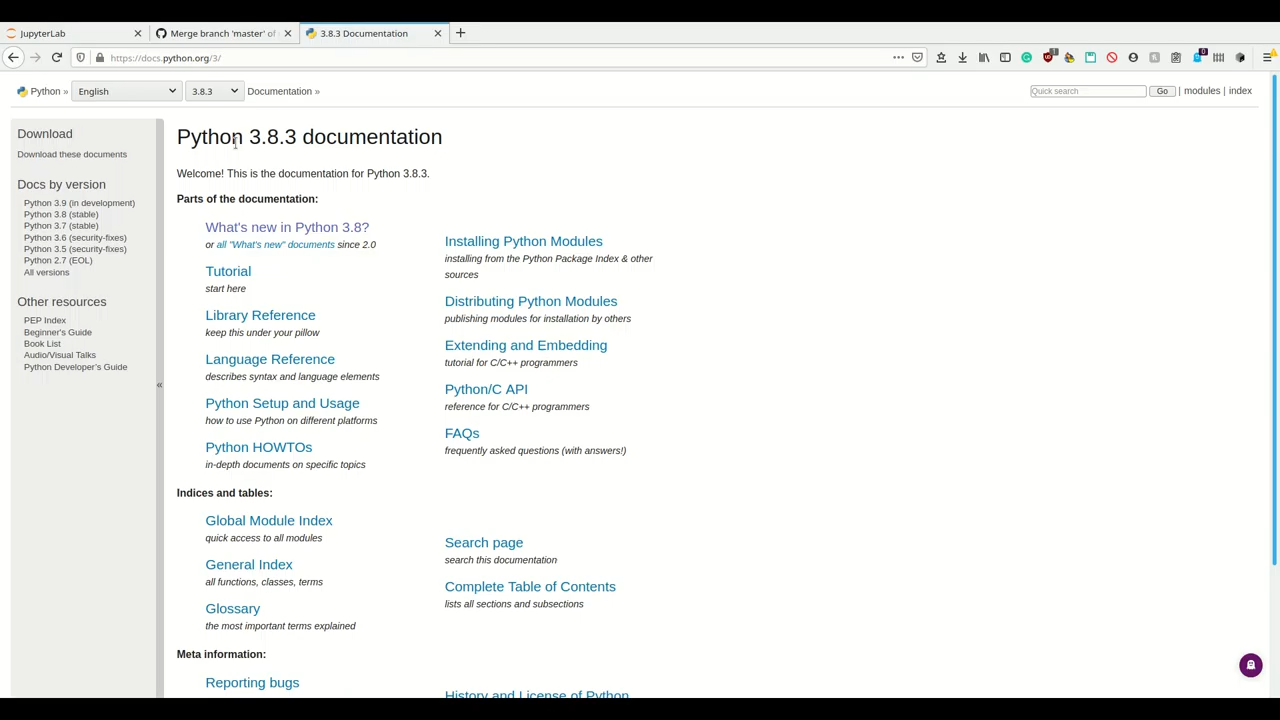 JupyterLab
Merge branch 'master' of
3.8.3 Documentation
https://docs.python.org/3/
Python »
English
3.8.3
Documentation »
Quick search
Go
| modules | index
Download
Download these documents
Docs by version
Python 3.9 (in development)
Python 3.8 (stable)
Python 3.7 (stable)
Python 3.6 (security-fixes)
Python 3.5 (security-fixes)
Python 2.7 (EOL)
All versions
Other resources
PEP Index
Beginner's Guide
Book List
Audio/Visual Talks
Python Developer's Guide
«
Python 3.8.3 documentation
Welcome! This is the documentation for Python 3.8.3.
Parts of the documentation:
What's new in Python 3.8?
or all "What's new" documents since 2.0
Tutorial
start here
Library Reference
keep this under your pillow
Language Reference
describes syntax and language elements
Python Setup and Usage
how to use Python on different platforms
Python HOWTOs
in-depth documents on specific topics
Installing Python Modules
installing from the Python Package Index & other
sources
Distributing Python Modules
publishing modules for installation by others
Extending and Embedding
tutorial for C/C++ programmers
Python/C API
reference for C/C++ programmers
FAQs
frequently asked questions (with answers!)
Indices and tables:
Global Module Index
quick access to all modules
General Index
all functions, classes, terms
Glossary
the most important terms explained
Search page
search this documentation
Complete Table of Contents
lists all sections and subsections
Meta information:
Reporting bugs
History and License of Python